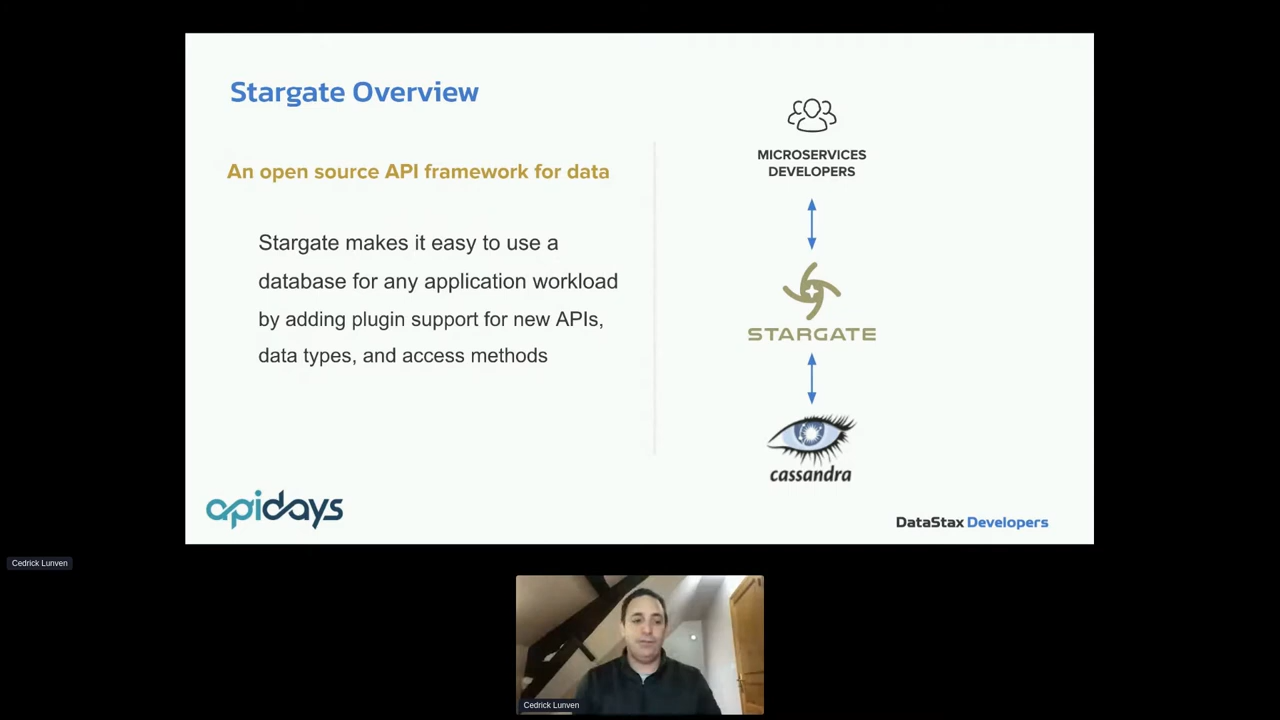 Stargate Overview
An open source API framework for data
Stargate makes it easy to use a
database for any application workload
by adding plugin support for new APIs,
data types, and access methods
MICROSERVICES
DEVELOPERS
STARGATE
cassandra
apidays
DataStax Developers
Cedrick Lunven
Cedrick Lunven